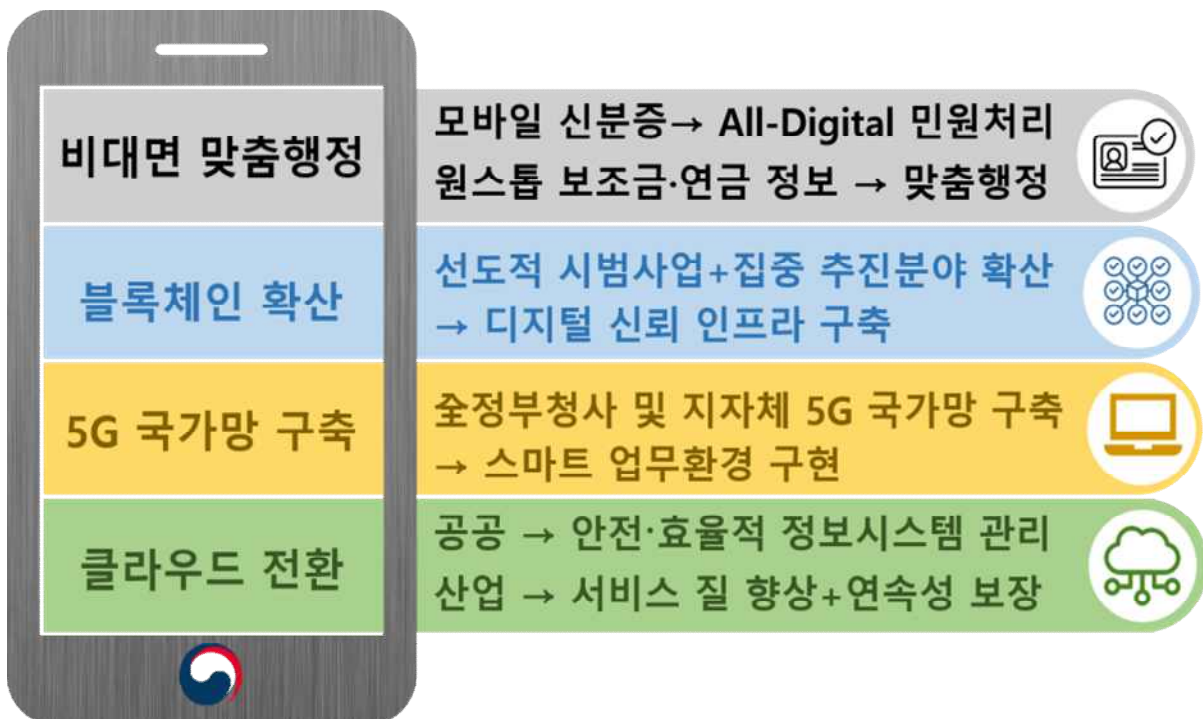 비대면 맞춤행정
모바일 신분증→ All-Digital 민원처리
원스톱 보조금·연금 정보 → 맞춤행정
블록체인 확산
선도적 시범사업+집중 추진분야 확산
→ 디지털 신뢰 인프라 구축
5G 국가망 구축
全정부청사 및 지자체 5G 국가망 구축
→ 스마트 업무환경 구현
클라우드 전환
공공 → 안전·효율적 정보시스템 관리
산업 → 서비스 질 향상+연속성 보장